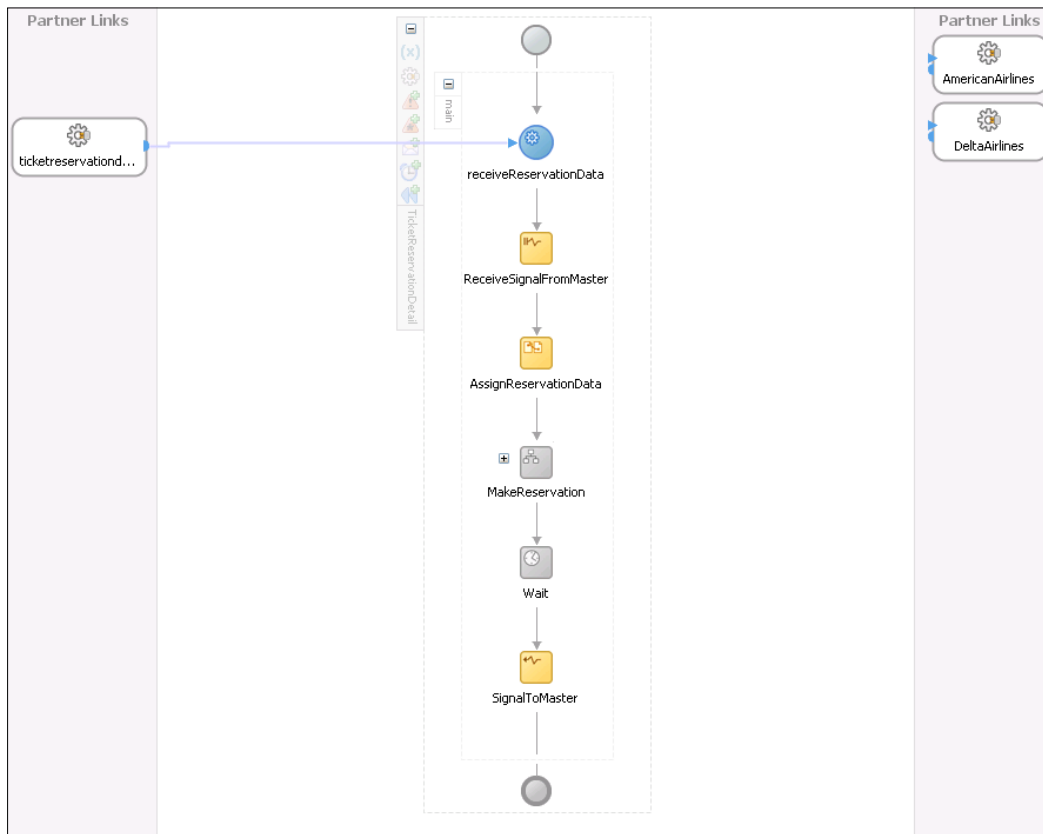 Partner Links
Partner Links
AmericanAirlines
main
ticketreservationd...
DeltaAirlines
receiveReservationData
TicketReservationDetail
ReceiveSignalFromMaster
AssignReservationData
MakeReservation
Wait
SignalToMaster